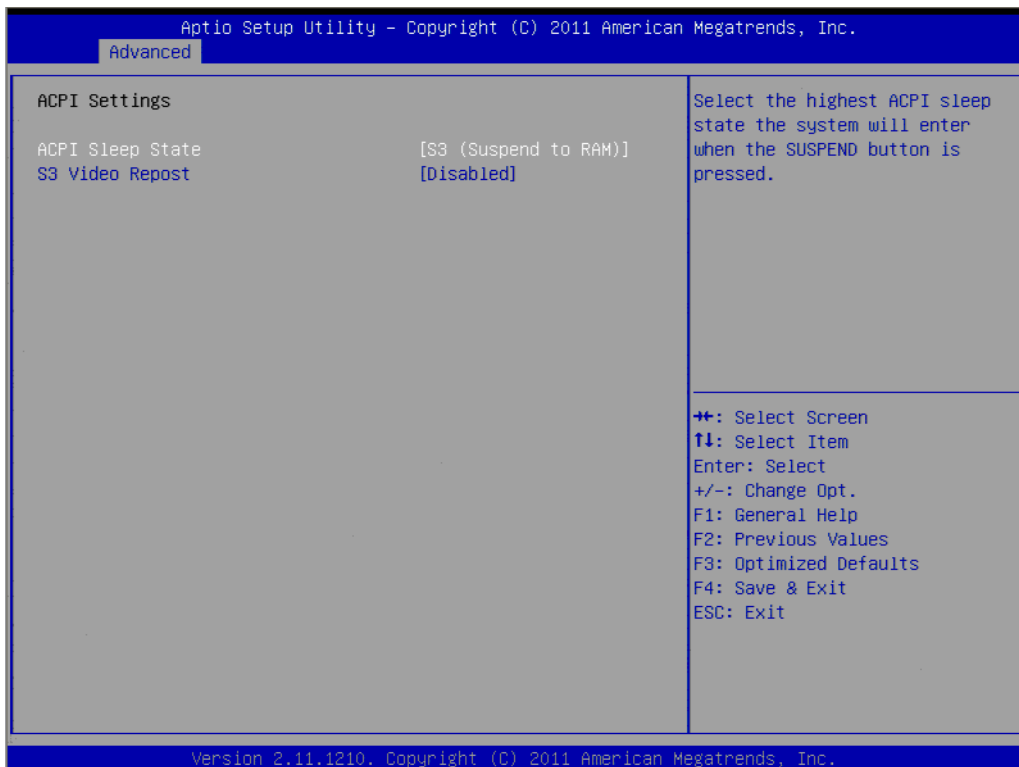 Aptio Setup Utility – Copyright (C) 2011 American Megatrends, Inc.
Advanced
ACPI Settings
ACPI Sleep State [S3 (Suspend to RAM)]
S3 Video Repost [Disabled]
Select the highest ACPI sleep
state the system will enter
when the SUSPEND button is
pressed.
→←: Select Screen
↑↓: Select Item
Enter: Select
+/-: Change Opt.
F1: General Help
F2: Previous Values
F3: Optimized Defaults
F4: Save & Exit
ESC: Exit
Version 2.11.1210. Copyright (C) 2011 American Megatrends, Inc.